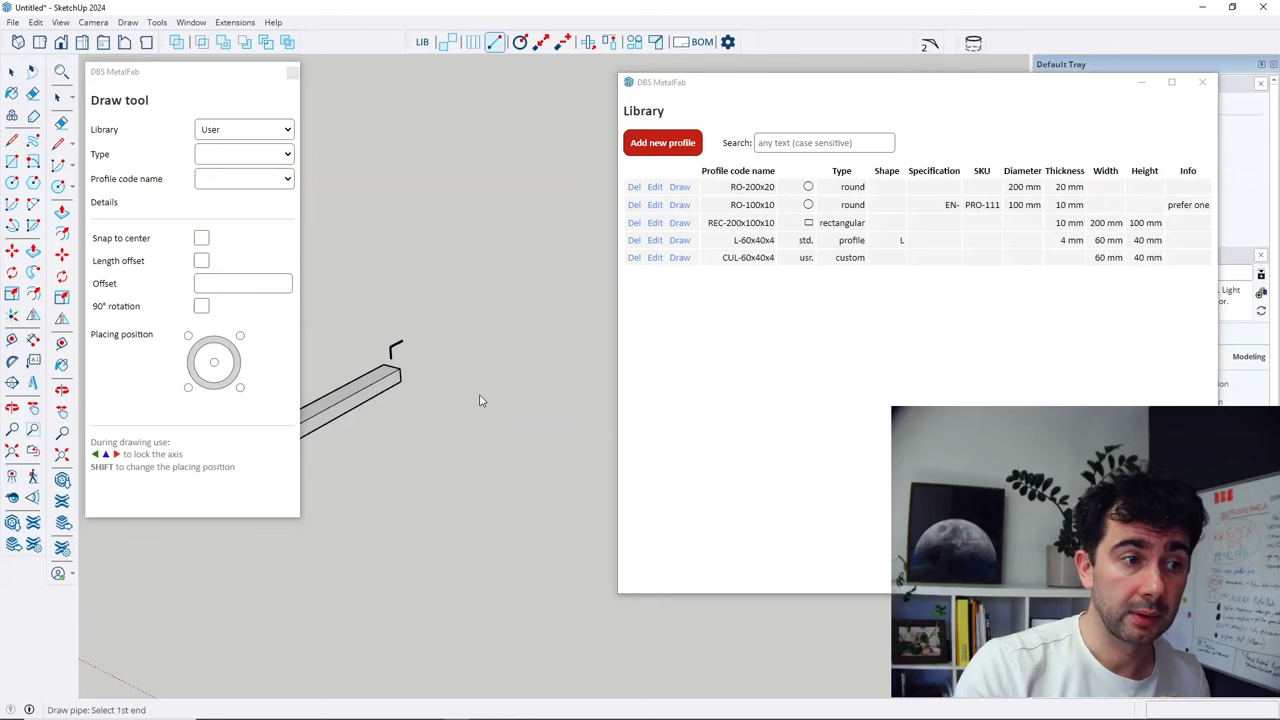 Untitled* - SketchUp 2024
File Edit View Camera Draw Tools Window Extensions Help
LIB BOM
DBS MetalFab
Draw tool
Library User
Type
Profile code name
Details
Snap to center
Length offset
Offset
90° rotation
Placing position
During drawing use:
to lock the axis
SHIFT to change the placing position
DBS MetalFab
Library
Add new profile Search: any text (case sensitive)
Profile code name Type Shape Specification SKU Diameter Thickness Width Height Info
Del Edit Draw RO-200x20 round 200 mm 20 mm
Del Edit Draw RO-100x10 round EN- PRO-111 100 mm 10 mm prefer one
Del Edit Draw REC-200x100x10 rectangular 10 mm 200 mm 100 mm
Del Edit Draw L-60x40x4 std. profile L 4 mm 60 mm 40 mm
Del Edit Draw CUL-60x40x4 usr. custom 60 mm 40 mm
Default Tray
Light
or.
Modeling
Draw pipe: Select 1st end